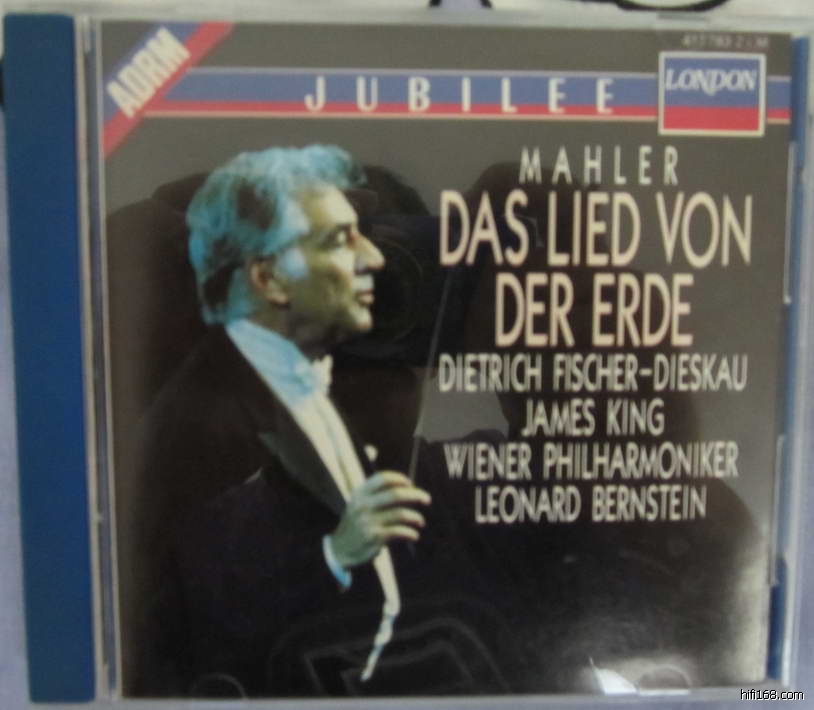 ADRM
JUBILEE
LONDON
MAHLER
DAS LIED VON
DER ERDE
DIETRICH FISCHER-DIESKAU
JAMES KING
WIENER PHILHARMONIKER
LEONARD BERNSTEIN
hifi168.com